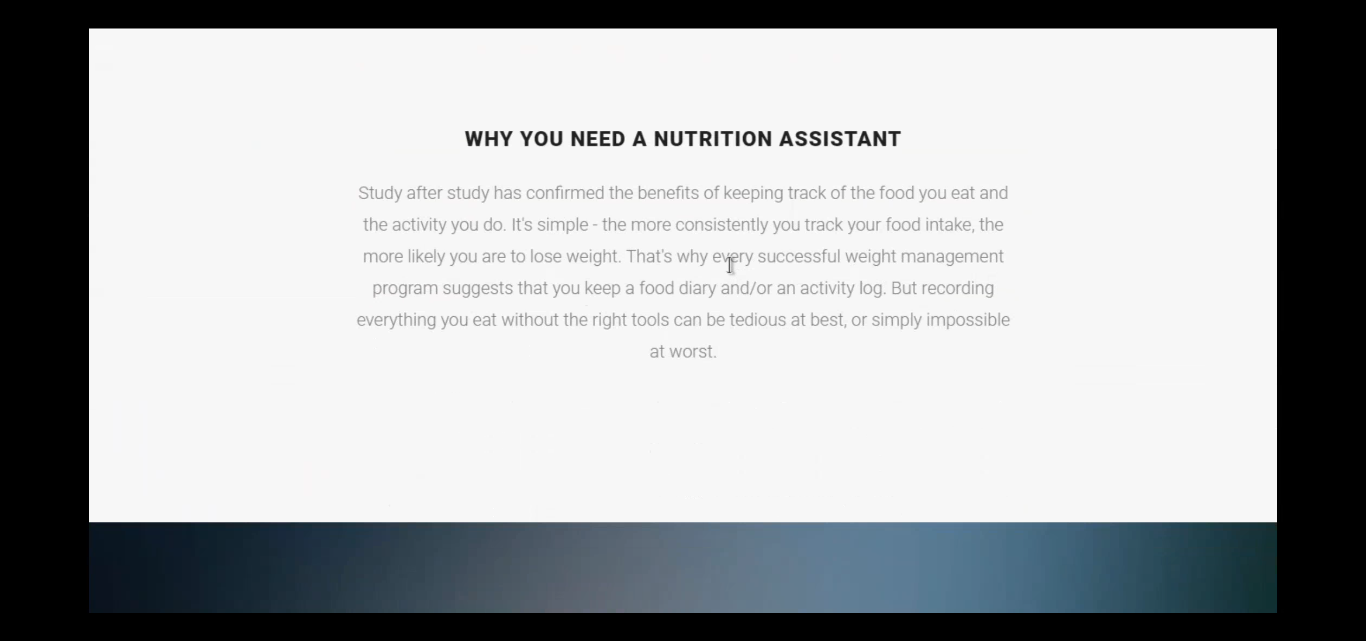 WHY YOU NEED A NUTRITION ASSISTANT
Study after study has confirmed the benefits of keeping track of the food you eat and
the activity you do. It's simple - the more consistently you track your food intake, the
more likely you are to lose weight. That's why every successful weight management
program suggests that you keep a food diary and/or an activity log. But recording
everything you eat without the right tools can be tedious at best, or simply impossible
at worst.